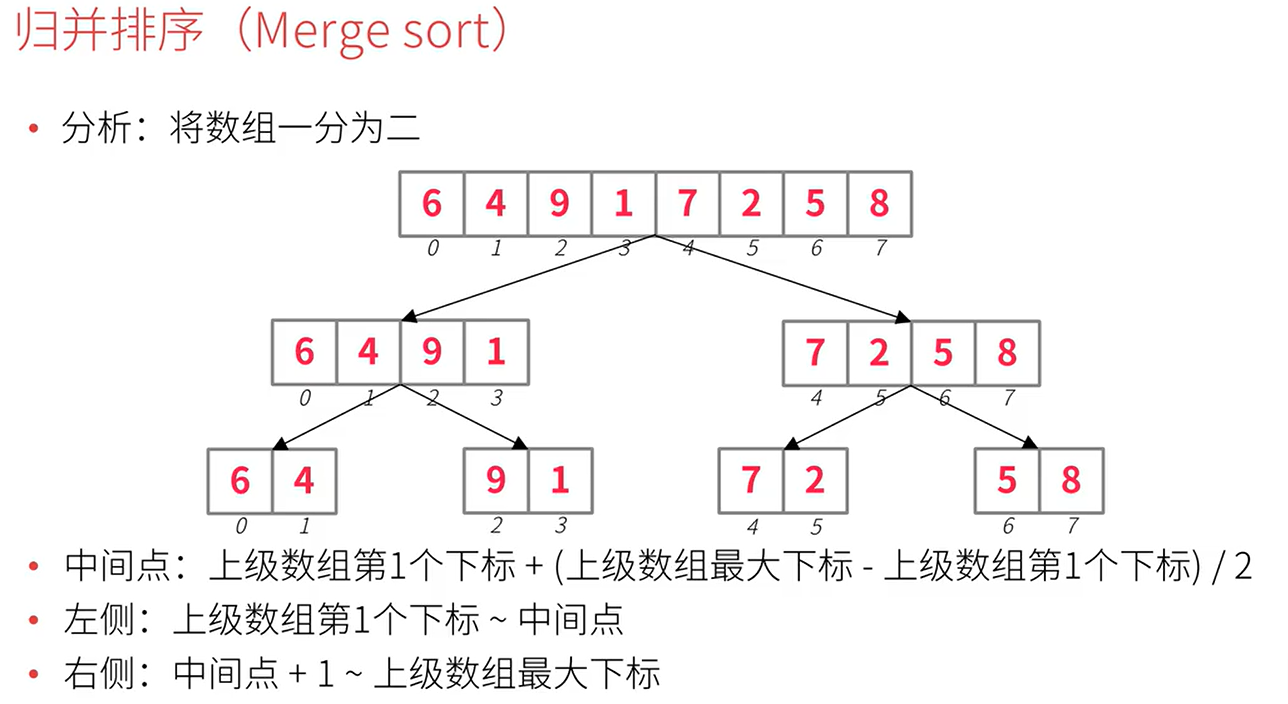 归并排序（Merge sort）
• 分析：将数组一分为二
6 4 9 1 7 2 5 8
0 1 2 3 4 5 6 7
6 4 9 1
0 1 2 3
7 2 5 8
4 5 6 7
6 4
0 1
9 1
2 3
7 2
4 5
5 8
6 7
• 中间点：上级数组第1个下标 + (上级数组最大下标 - 上级数组第1个下标) / 2
• 左侧：上级数组第1个下标 ~ 中间点
• 右侧：中间点 + 1 ~ 上级数组最大下标